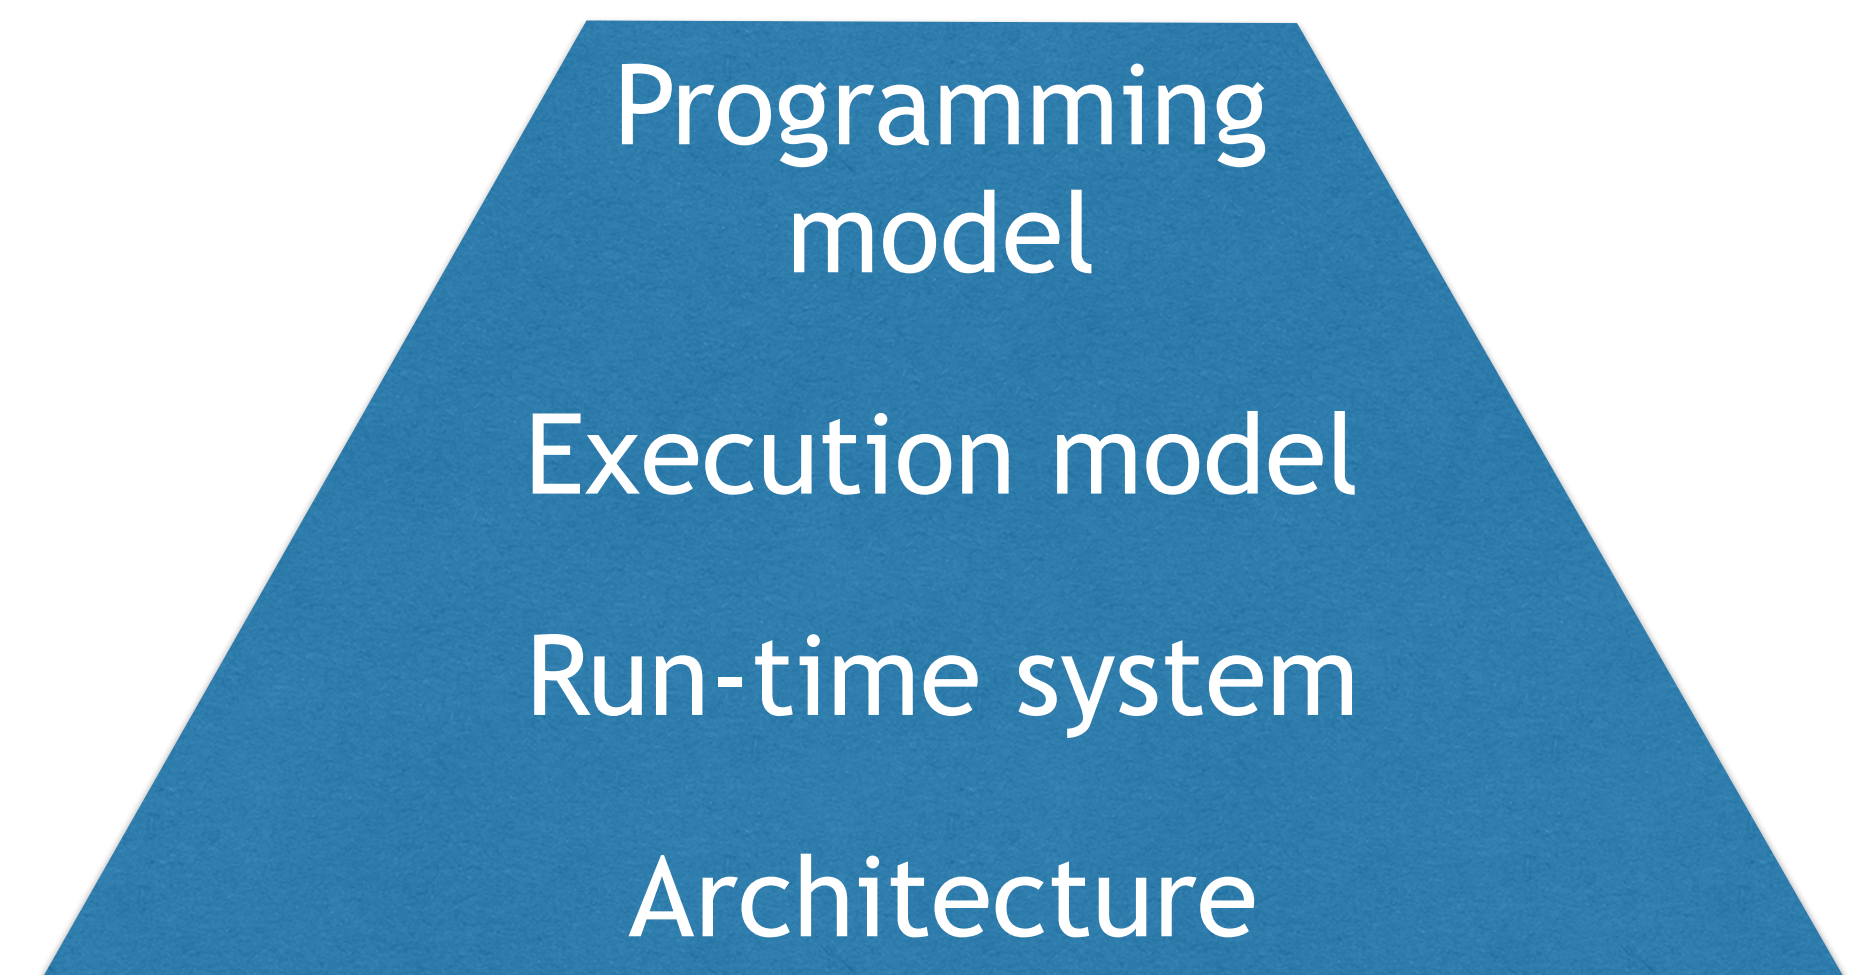 Programming
model
Execution model
Run-time system
Architecture